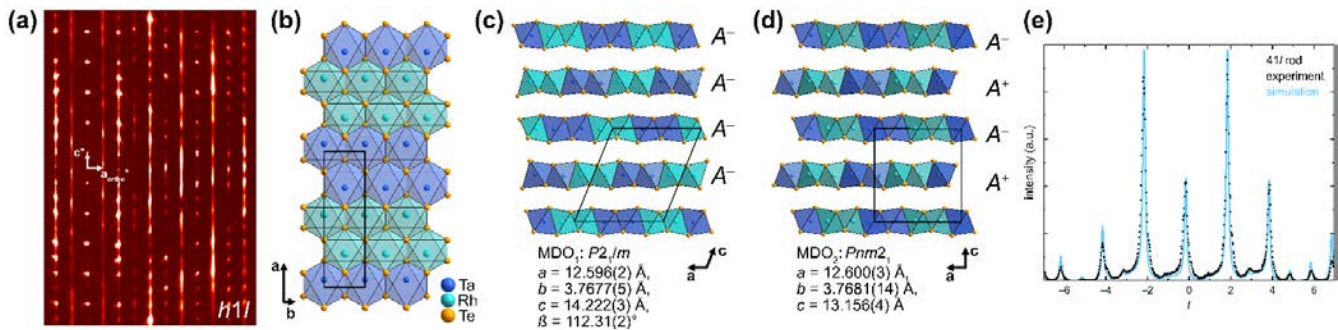 (a)
c*
a_ortho*
h1l
(b)
a
b
Ta
Rh
Te
(c)
A⁻
A⁻
A⁻
A⁻
MDO₁: P2₁/m
a = 12.596(2) Å,
b = 3.7677(5) Å,
c = 14.222(3) Å,
ß = 112.31(2)°
c
a
(d)
A⁻
A⁺
A⁻
A⁺
MDO₂: Pnm2₁
a = 12.600(3) Å,
b = 3.7681(14) Å,
c = 13.156(4) Å
c
a
(e)
41l rod
experiment
simulation
intensity (a.u.)
−6 −4 −2 0 2 4 6
l